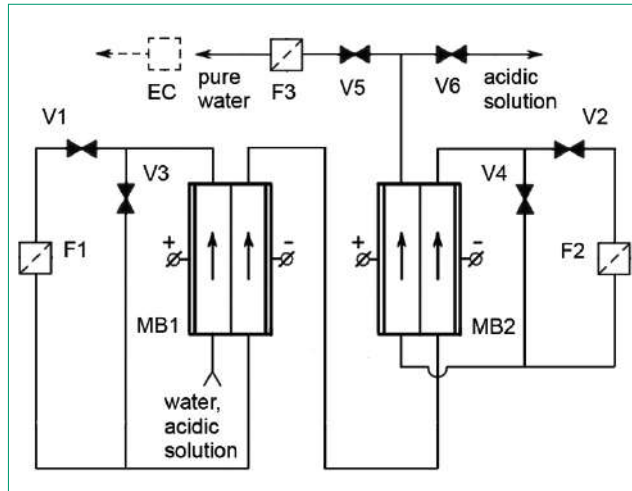 EC
pure
water
F3
V5
V6
acidic
solution
V1
V2
V3
V4
F1
+
-
+
-
F2
MB1
MB2
water,
acidic
solution